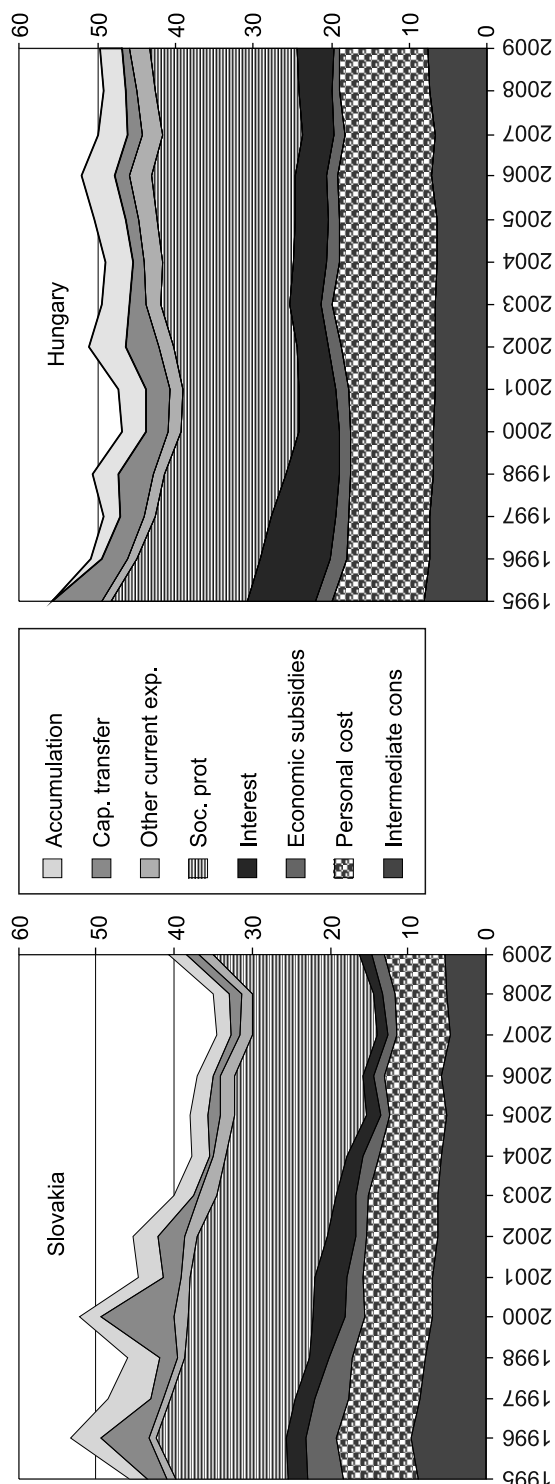 Slovakia
60
50
40
30
20
10
0
1995 1996 1997 1998 2000 2001 2002 2003 2004 2005 2006 2007 2008 2009
Accumulation
Cap. transfer
Other current exp.
Soc. prot
Interest
Economic subsidies
Personal cost
Intermediate cons
Hungary
60
50
40
30
20
10
0
1995 1996 1997 1998 2000 2001 2002 2003 2004 2005 2006 2007 2008 2009